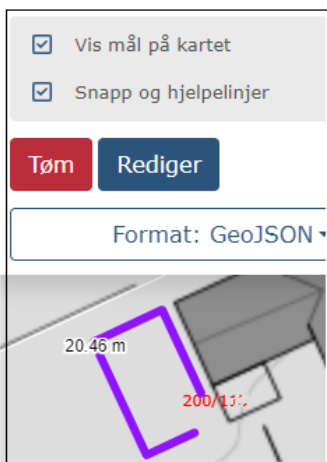 Vis mål på kartet
Snapp og hjelpelinjer
Tøm Rediger
Format: GeoJSON
20.46 m